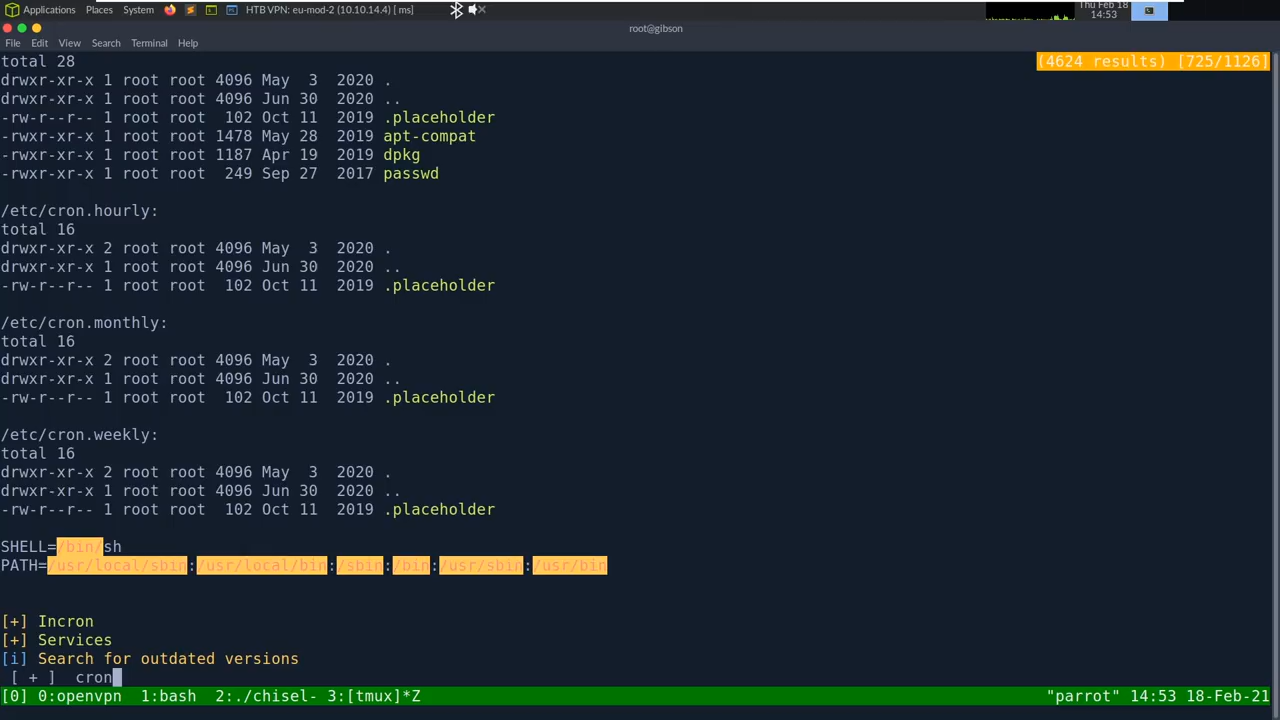 Applications Places System HTB VPN: eu-mod-2 (10.10.14.4) [ ms]
Thu Feb 18
14:53
root@gibson
File Edit View Search Terminal Help
total 28
(4624 results) [725/1126]
drwxr-xr-x 1 root root 4096 May  3  2020 .
drwxr-xr-x 1 root root 4096 Jun 30  2020 ..
-rw-r--r-- 1 root root  102 Oct 11  2019 .placeholder
-rwxr-xr-x 1 root root 1478 May 28  2019 apt-compat
-rwxr-xr-x 1 root root 1187 Apr 19  2019 dpkg
-rwxr-xr-x 1 root root  249 Sep 27  2017 passwd
/etc/cron.hourly:
total 16
drwxr-xr-x 2 root root 4096 May  3  2020 .
drwxr-xr-x 1 root root 4096 Jun 30  2020 ..
-rw-r--r-- 1 root root  102 Oct 11  2019 .placeholder
/etc/cron.monthly:
total 16
drwxr-xr-x 2 root root 4096 May  3  2020 .
drwxr-xr-x 1 root root 4096 Jun 30  2020 ..
-rw-r--r-- 1 root root  102 Oct 11  2019 .placeholder
/etc/cron.weekly:
total 16
drwxr-xr-x 2 root root 4096 May  3  2020 .
drwxr-xr-x 1 root root 4096 Jun 30  2020 ..
-rw-r--r-- 1 root root  102 Oct 11  2019 .placeholder
SHELL=/bin/sh
PATH=/usr/local/sbin:/usr/local/bin:/sbin:/bin:/usr/sbin:/usr/bin
[+] Incron
[+] Services
[i] Search for outdated versions
[ + ]  cron
[0] 0:openvpn  1:bash  2:./chisel- 3:[tmux]*Z
"parrot" 14:53 18-Feb-21